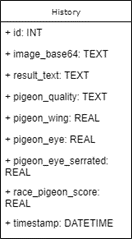 History
+ id: INT
+ image_base64: TEXT
+ result_text: TEXT
+ pigeon_quality: TEXT
+ pigeon_wing: REAL
+ pigeon_eye: REAL
+ pigeon_eye_serrated:
REAL
+ race_pigeon_score:
REAL
+ timestamp: DATETIME